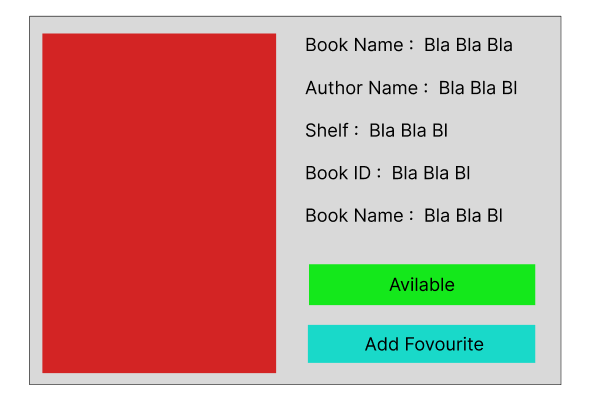 Book Name :  Bla Bla Bla
Author Name :  Bla Bla Bl
Shelf :  Bla Bla Bl
Book ID :  Bla Bla Bl
Book Name :  Bla Bla Bl
Avilable
Add Fovourite